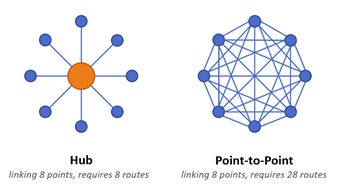 Hub
linking 8 points, requires 8 routes
Point-to-Point
linking 8 points, requires 28 routes